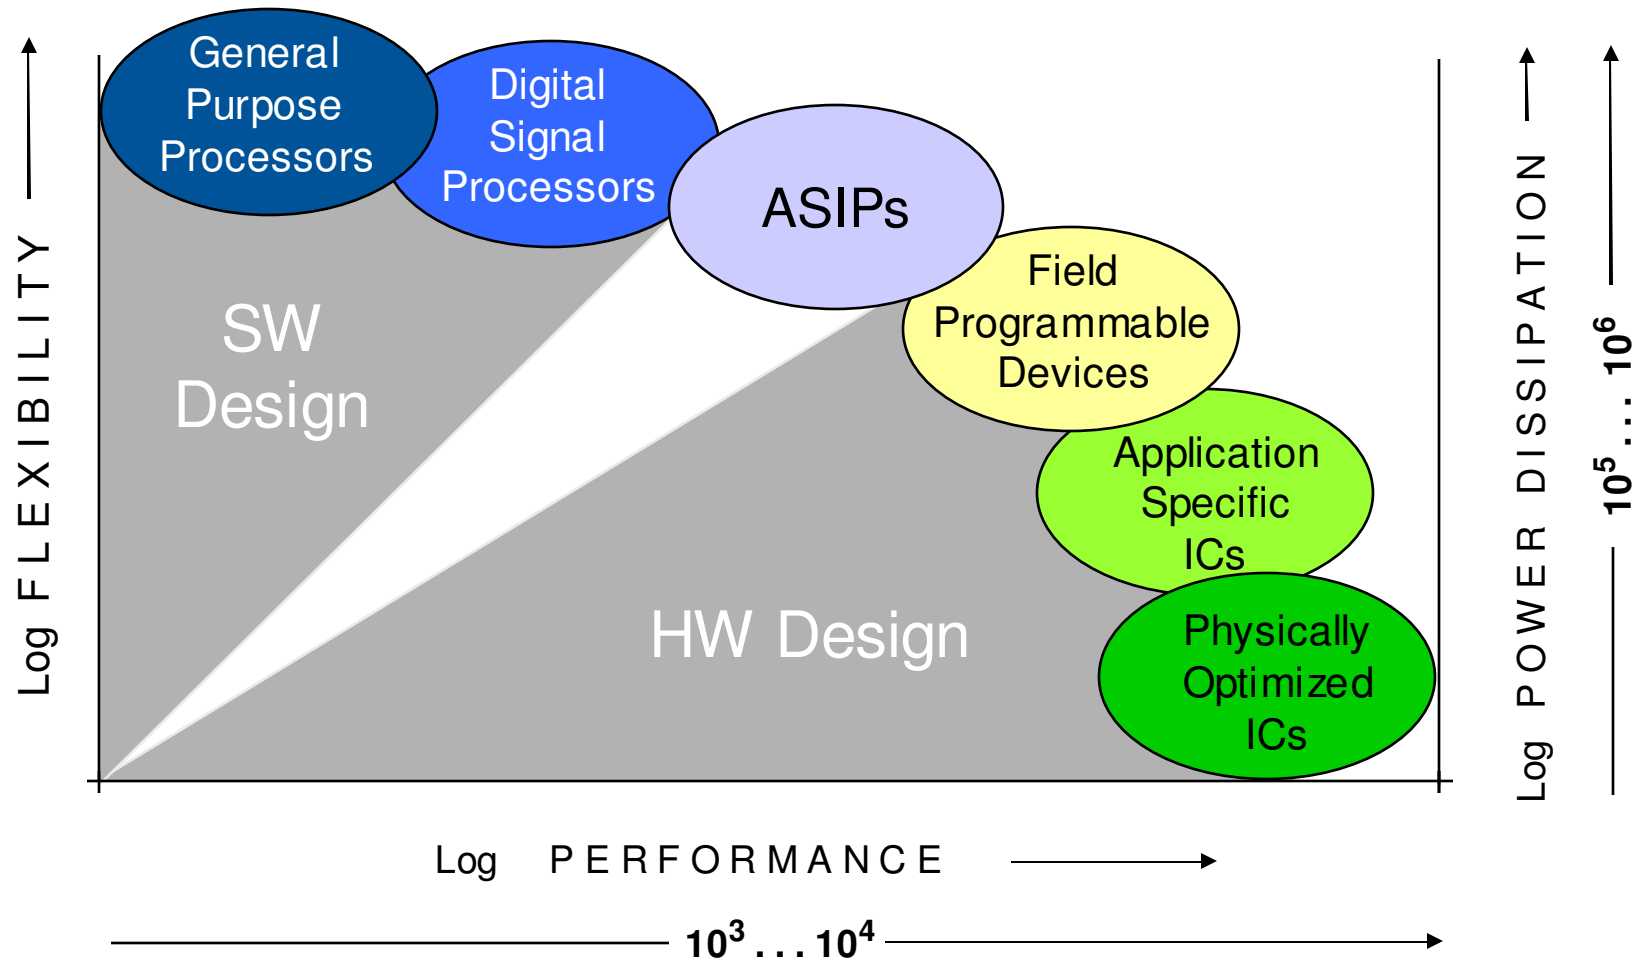 General
Purpose
Processors
Digital
Signal
Processors
ASIPs
Field
Programmable
Devices
Application
Specific
ICs
Physically
Optimized
ICs
SW
Design
HW Design
Log FLEXIBILITY
Log POWER DISSIPATION
10⁵ ... 10⁶
Log PERFORMANCE
10³ ... 10⁴